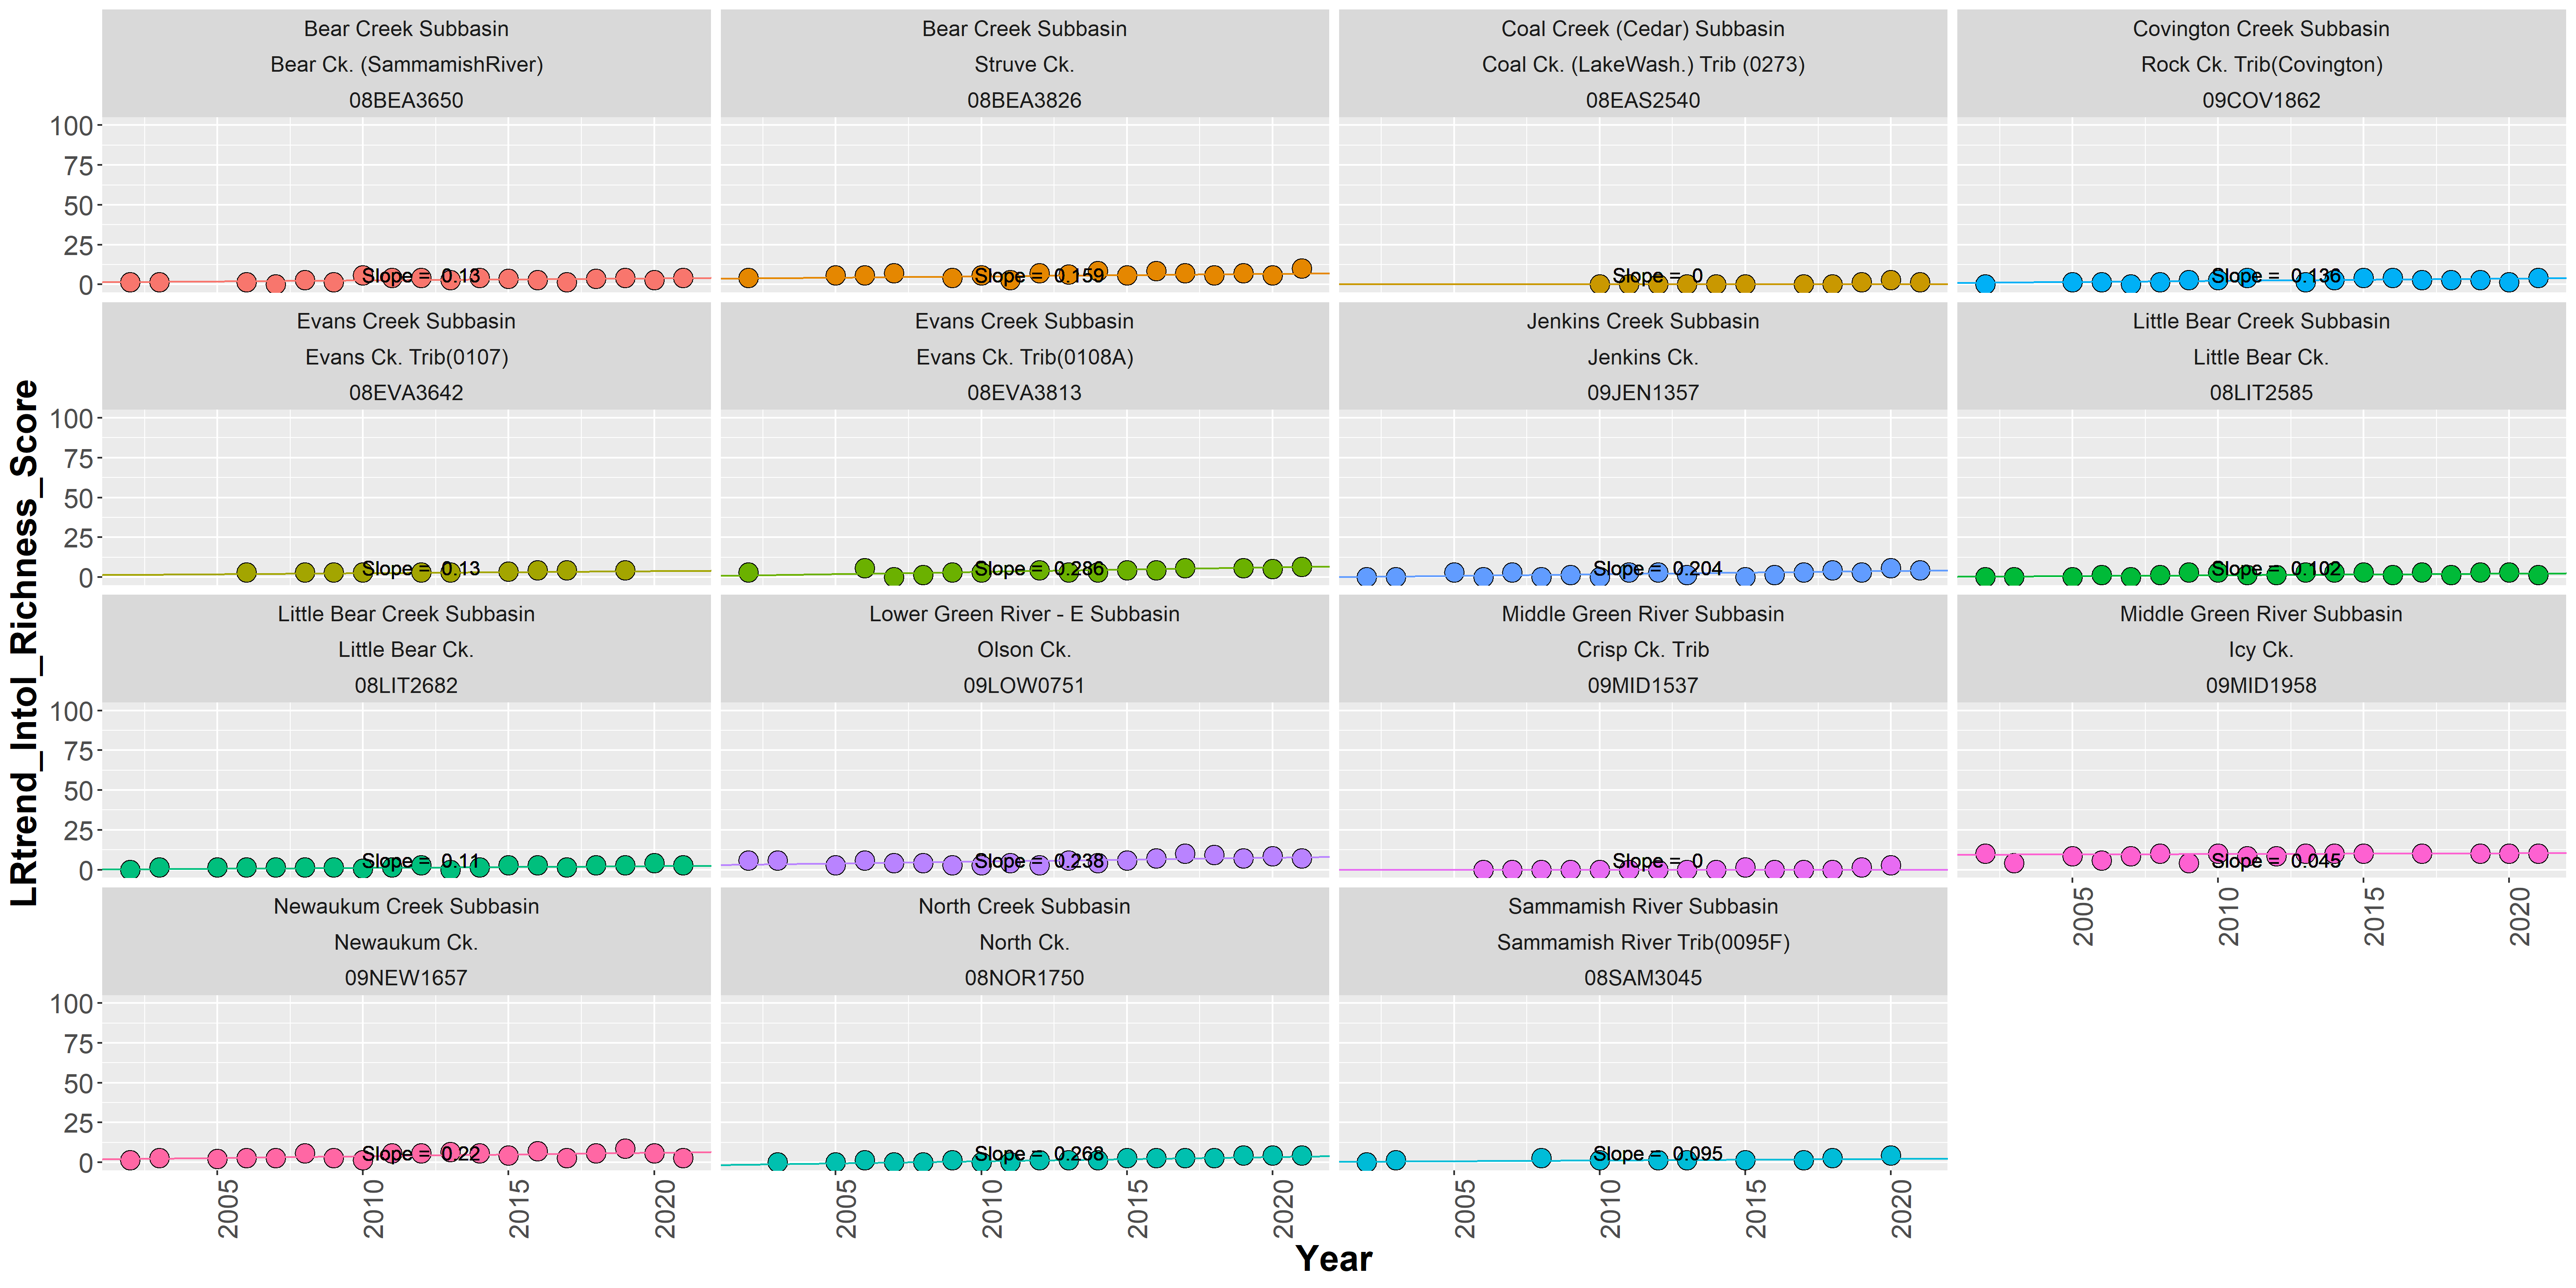 Bear Creek Subbasin
Bear Ck. (SammamishRiver)
08BEA3650
Bear Creek Subbasin
Struve Ck.
08BEA3826
Coal Creek (Cedar) Subbasin
Coal Ck. (LakeWash.) Trib (0273)
08EAS2540
Covington Creek Subbasin
Rock Ck. Trib(Covington)
09COV1862
100
75
50
25
0
Slope = 0.13
Slope = 0.159
Slope = 0
Slope = 0.136
Evans Creek Subbasin
Evans Ck. Trib(0107)
08EVA3642
Evans Creek Subbasin
Evans Ck. Trib(0108A)
08EVA3813
Jenkins Creek Subbasin
Jenkins Ck.
09JEN1357
Little Bear Creek Subbasin
Little Bear Ck.
08LIT2585
100
75
50
25
0
Slope = 0.13
Slope = 0.286
Slope = 0.204
Slope = 0.102
Little Bear Creek Subbasin
Little Bear Ck.
08LIT2682
Lower Green River - E Subbasin
Olson Ck.
09LOW0751
Middle Green River Subbasin
Crisp Ck. Trib
09MID1537
Middle Green River Subbasin
Icy Ck.
09MID1958
100
75
50
25
0
Slope = 0.11
Slope = 0.238
Slope = 0
Slope = 0.045
2005
2010
2015
2020
Newaukum Creek Subbasin
Newaukum Ck.
09NEW1657
North Creek Subbasin
North Ck.
08NOR1750
Sammamish River Subbasin
Sammamish River Trib(0095F)
08SAM3045
100
75
50
25
0
Slope = 0.22
Slope = 0.268
Slope = 0.095
2005
2010
2015
2020
2005
2010
2015
2020
2005
2010
2015
2020
Year
LRtrend_Intol_Richness_Score